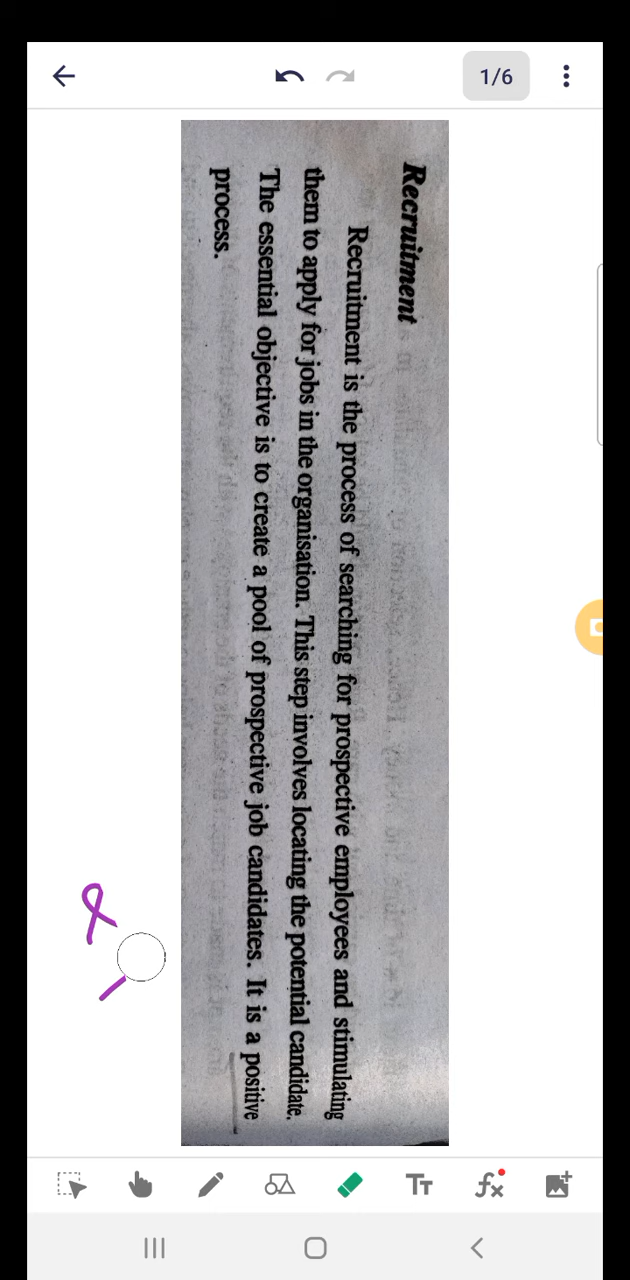 1/6
Recruitment
Recruitment is the process of searching for prospective employees and stimulating
them to apply for jobs in the organisation. This step involves locating the potential candidate.
The essential objective is to create a pool of prospective job candidates. It is a positive
process.
TT
fx